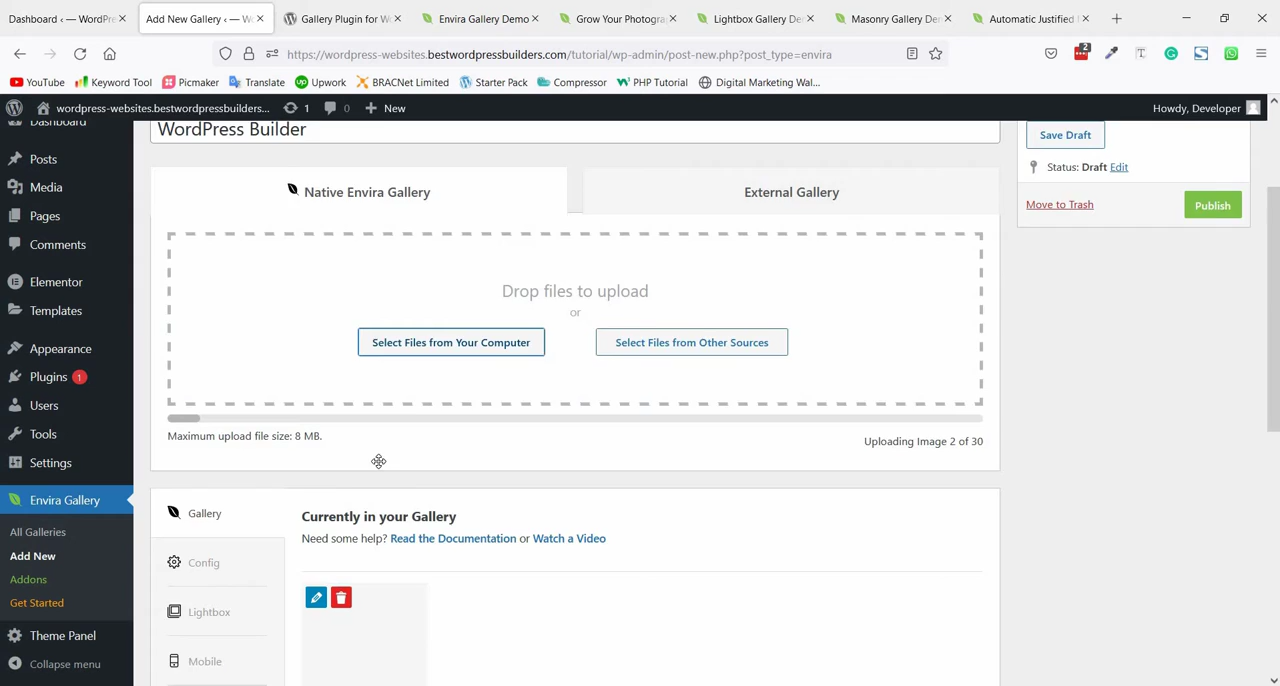 Dashboard ‹ — WordPre
Add New Gallery ‹ — W
Gallery Plugin for Wo
Envira Gallery Demo
Grow Your Photogra
Lightbox Gallery De
Masonry Gallery Dem
Automatic Justified
https://wordpress-websites.bestwordpressbuilders.com/tutorial/wp-admin/post-new.php?post_type=envira
2
YouTube
Keyword Tool
Picmaker
Translate
Upwork
BRACNet Limited
Starter Pack
Compressor
PHP Tutorial
Digital Marketing Wal...
wordpress-websites.bestwordpressbuilders...
1
0
New
Howdy, Developer
Dashboard
Posts
Media
Pages
Comments
Elementor
Templates
Appearance
Plugins 1
Users
Tools
Settings
Envira Gallery
All Galleries
Add New
Addons
Get Started
Theme Panel
Collapse menu
WordPress Builder
Native Envira Gallery
External Gallery
Drop files to upload
or
Select Files from Your Computer
Select Files from Other Sources
Maximum upload file size: 8 MB.
Uploading Image 2 of 30
Gallery
Config
Lightbox
Mobile
Currently in your Gallery
Need some help? Read the Documentation or Watch a Video
Save Draft
Status: Draft Edit
Move to Trash
Publish